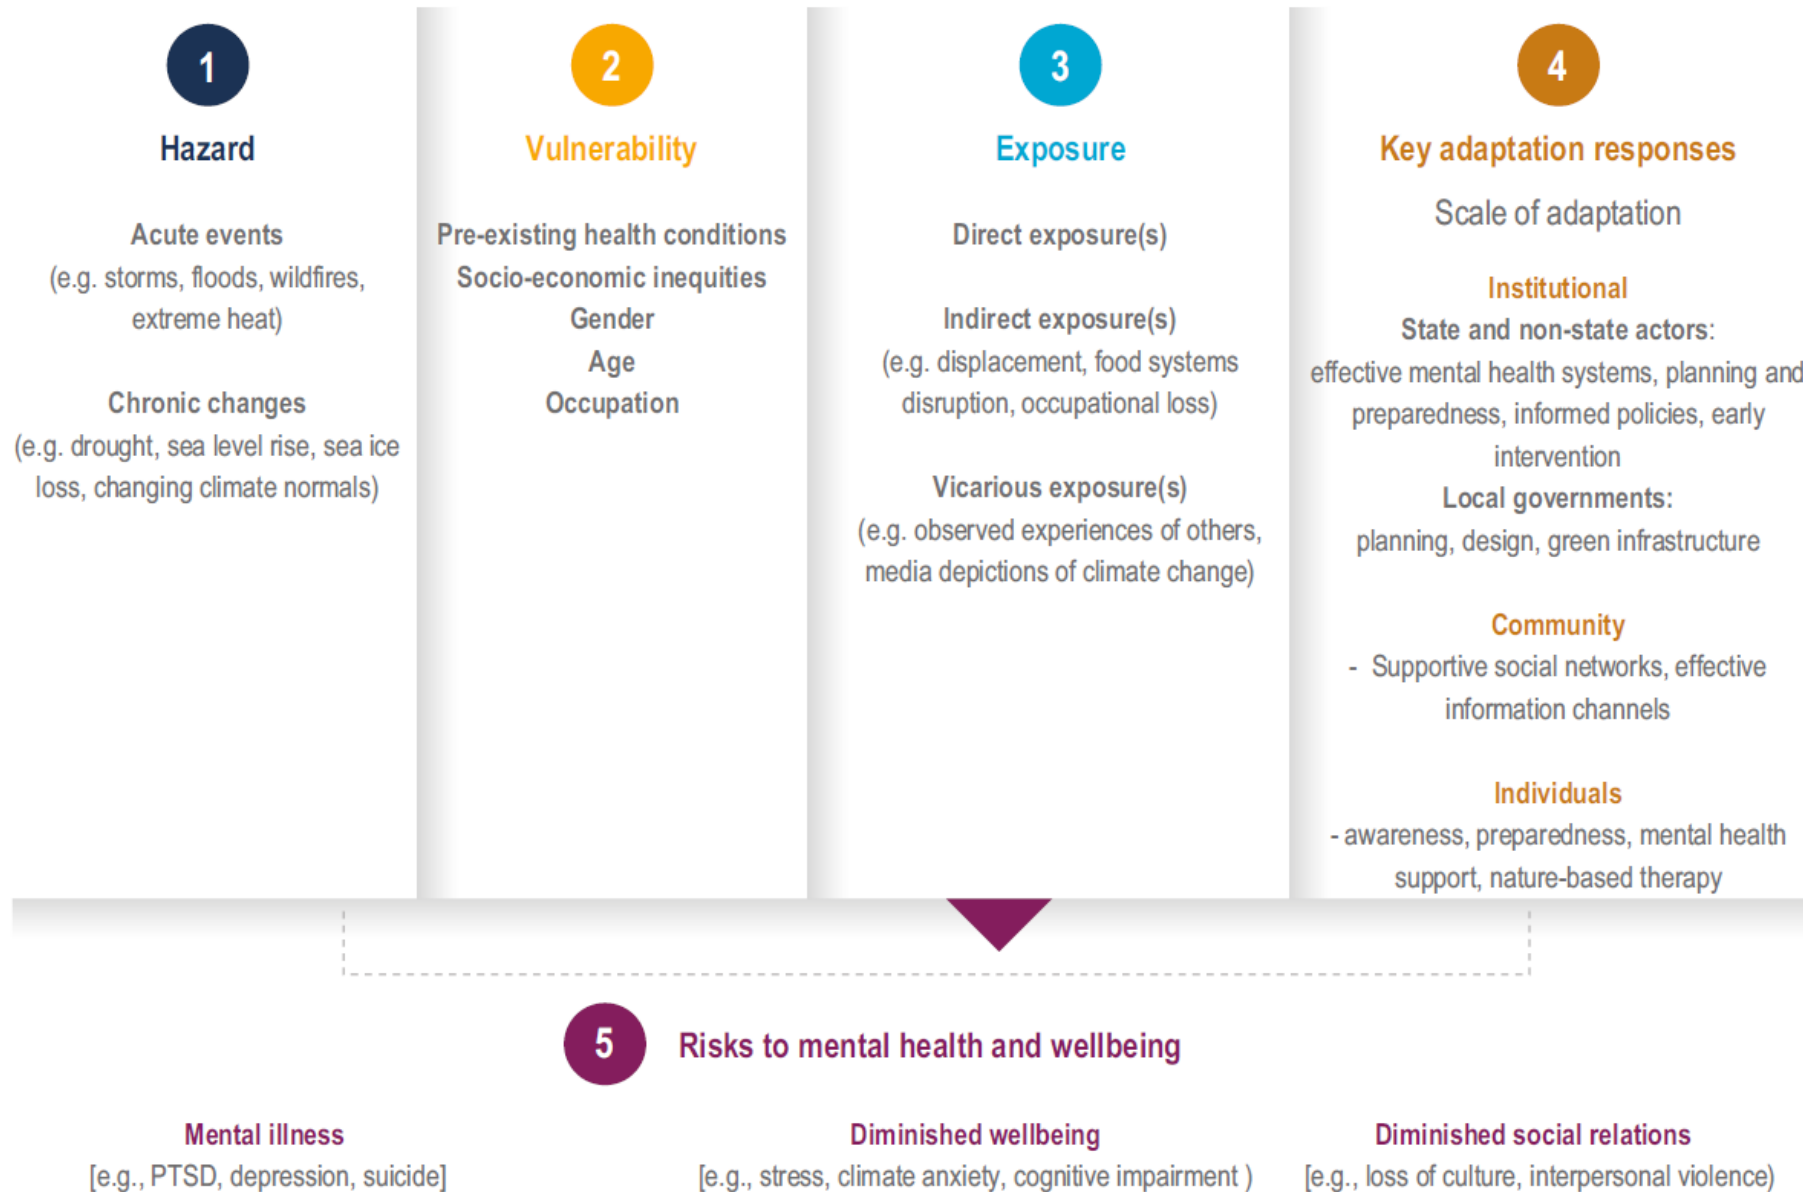 1
Hazard
Acute events
(e.g. storms, floods, wildfires,
extreme heat)
Chronic changes
(e.g. drought, sea level rise, sea ice
loss, changing climate normals)
2
Vulnerability
Pre-existing health conditions
Socio-economic inequities
Gender
Age
Occupation
3
Exposure
Direct exposure(s)
Indirect exposure(s)
(e.g. displacement, food systems
disruption, occupational loss)
Vicarious exposure(s)
(e.g. observed experiences of others,
media depictions of climate change)
4
Key adaptation responses
Scale of adaptation
Institutional
State and non-state actors:
effective mental health systems, planning and
preparedness, informed policies, early
intervention
Local governments:
planning, design, green infrastructure
Community
- Supportive social networks, effective
information channels
Individuals
- awareness, preparedness, mental health
support, nature-based therapy
5
Risks to mental health and wellbeing
Mental illness
[e.g., PTSD, depression, suicide]
Diminished wellbeing
[e.g., stress, climate anxiety, cognitive impairment )
Diminished social relations
[e.g., loss of culture, interpersonal violence)